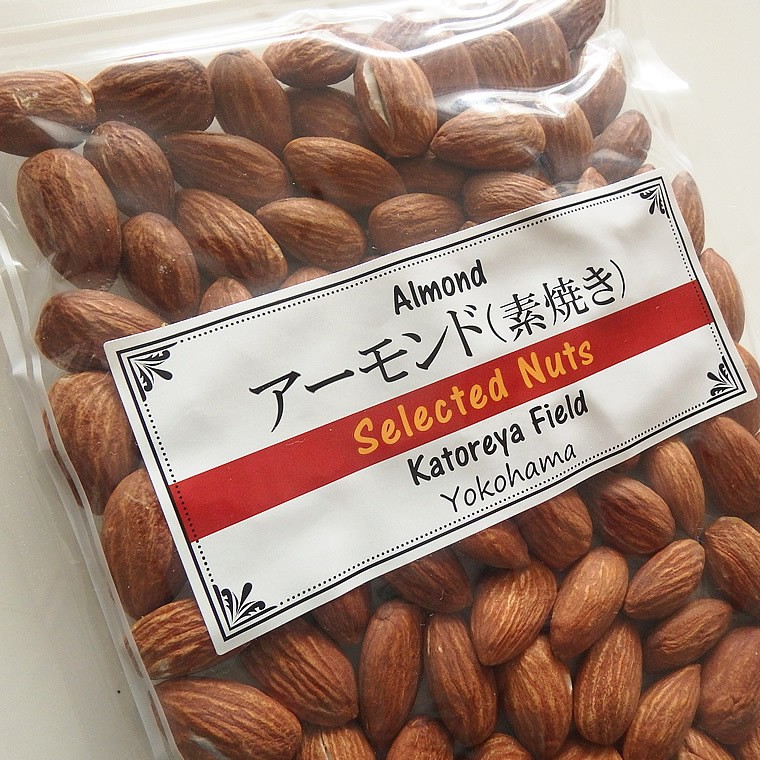 Almond
アーモンド(素焼き)
Selected Nuts
Katoreya Field
Yokohama